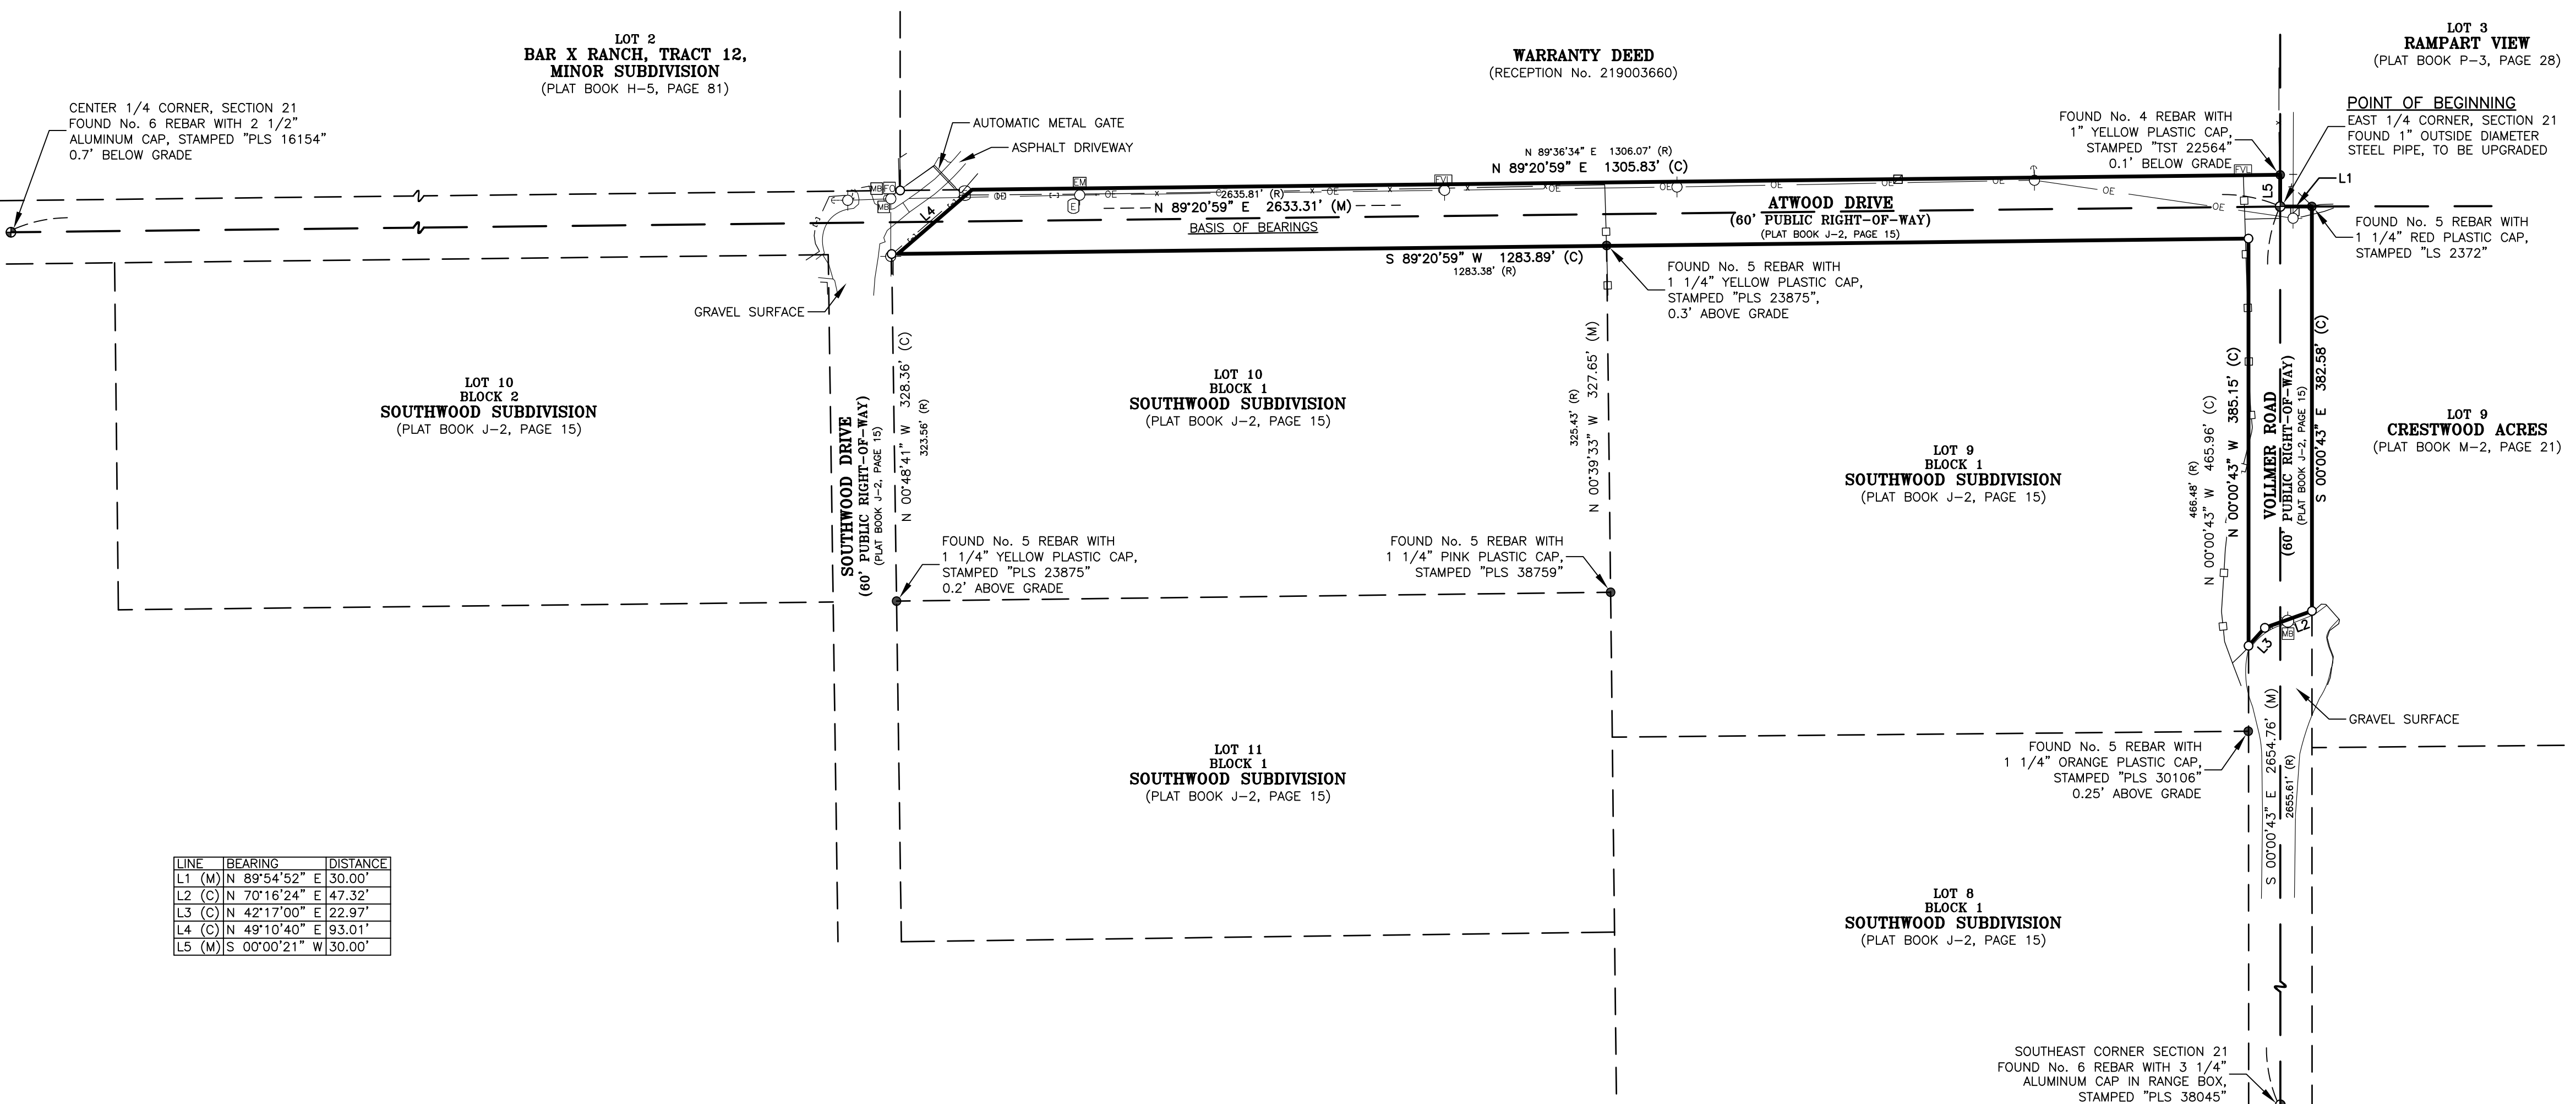 LOT 2
BAR X RANCH, TRACT 12,
MINOR SUBDIVISION
(PLAT BOOK H-5, PAGE 81)
WARRANTY DEED
(RECEPTION No. 219003660)
LOT 3
RAMPART VIEW
(PLAT BOOK P-3, PAGE 28)
CENTER 1/4 CORNER, SECTION 21
FOUND No. 6 REBAR WITH 2 1/2"
ALUMINUM CAP, STAMPED "PLS 16154"
0.7' BELOW GRADE
AUTOMATIC METAL GATE
ASPHALT DRIVEWAY
FOUND No. 4 REBAR WITH
1" YELLOW PLASTIC CAP,
STAMPED "TST 22564"
0.1' BELOW GRADE
POINT OF BEGINNING
EAST 1/4 CORNER, SECTION 21
FOUND 1" OUTSIDE DIAMETER
STEEL PIPE, TO BE UPGRADED
N 89°36'34" E 1306.07' (R)
N 89°20'59" E 1305.83' (C)
L1
L5
FVL
MB
FO
MB
EM
E
FVL
OE
OE
OE
OE
OE
OE
OE
OE
2635.81' (R)
N 89°20'59" E 2633.31' (M)
BASIS OF BEARINGS
L4
ATWOOD DRIVE
(60' PUBLIC RIGHT-OF-WAY)
(PLAT BOOK J-2, PAGE 15)
FOUND No. 5 REBAR WITH
1 1/4" RED PLASTIC CAP,
STAMPED "LS 2372"
S 89°20'59" W 1283.89' (C)
1283.38' (R)
FOUND No. 5 REBAR WITH
1 1/4" YELLOW PLASTIC CAP,
STAMPED "PLS 23875",
0.3' ABOVE GRADE
GRAVEL SURFACE
LOT 10
BLOCK 2
SOUTHWOOD SUBDIVISION
(PLAT BOOK J-2, PAGE 15)
SOUTHWOOD DRIVE
(60' PUBLIC RIGHT-OF-WAY)
(PLAT BOOK J-2, PAGE 15)
N 00°48'41" W 328.36' (C)
323.56' (R)
LOT 10
BLOCK 1
SOUTHWOOD SUBDIVISION
(PLAT BOOK J-2, PAGE 15)
325.43' (R)
N 00°39'33" W 327.65' (M)
LOT 9
BLOCK 1
SOUTHWOOD SUBDIVISION
(PLAT BOOK J-2, PAGE 15)
466.48' (R)
N 00°00'43" W 465.96' (C)
N 00°00'43" W 385.15' (C)
VOLLMER ROAD
(60' PUBLIC RIGHT-OF-WAY)
(PLAT BOOK J-2, PAGE 15)
S 00°00'43" E 382.58' (C)
LOT 9
CRESTWOOD ACRES
(PLAT BOOK M-2, PAGE 21)
FOUND No. 5 REBAR WITH
1 1/4" YELLOW PLASTIC CAP,
STAMPED "PLS 23875"
0.2' ABOVE GRADE
FOUND No. 5 REBAR WITH
1 1/4" PINK PLASTIC CAP,
STAMPED "PLS 38759"
L2
MB
L3
GRAVEL SURFACE
S 00°00'43" E 2654.76' (M)
2655.61' (R)
FOUND No. 5 REBAR WITH
1 1/4" ORANGE PLASTIC CAP,
STAMPED "PLS 30106"
0.25' ABOVE GRADE
LOT 11
BLOCK 1
SOUTHWOOD SUBDIVISION
(PLAT BOOK J-2, PAGE 15)
LINE BEARING DISTANCE
L1 (M) N 89°54'52" E 30.00'
L2 (C) N 70°16'24" E 47.32'
L3 (C) N 42°17'00" E 22.97'
L4 (C) N 49°10'40" E 93.01'
L5 (M) S 00°00'21" W 30.00'
LOT 8
BLOCK 1
SOUTHWOOD SUBDIVISION
(PLAT BOOK J-2, PAGE 15)
SOUTHEAST CORNER SECTION 21
FOUND No. 6 REBAR WITH 3 1/4"
ALUMINUM CAP IN RANGE BOX,
STAMPED "PLS 38045"